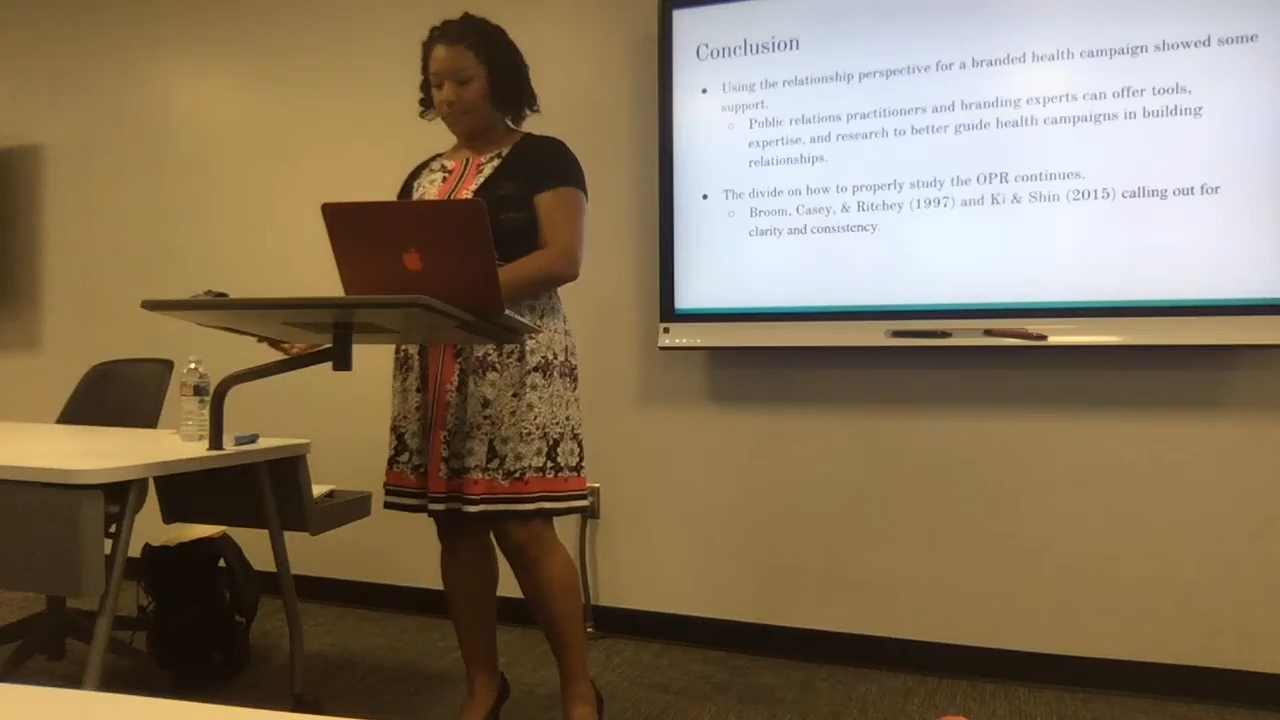 Conclusion
Using the relationship perspective for a branded health campaign showed some
support.
Public relations practitioners and branding experts can offer tools,
expertise, and research to better guide health campaigns in building
relationships.
The divide on how to properly study the OPR continues.
Broom, Casey, & Ritchey (1997) and Ki & Shin (2015) calling out for
clarity and consistency.